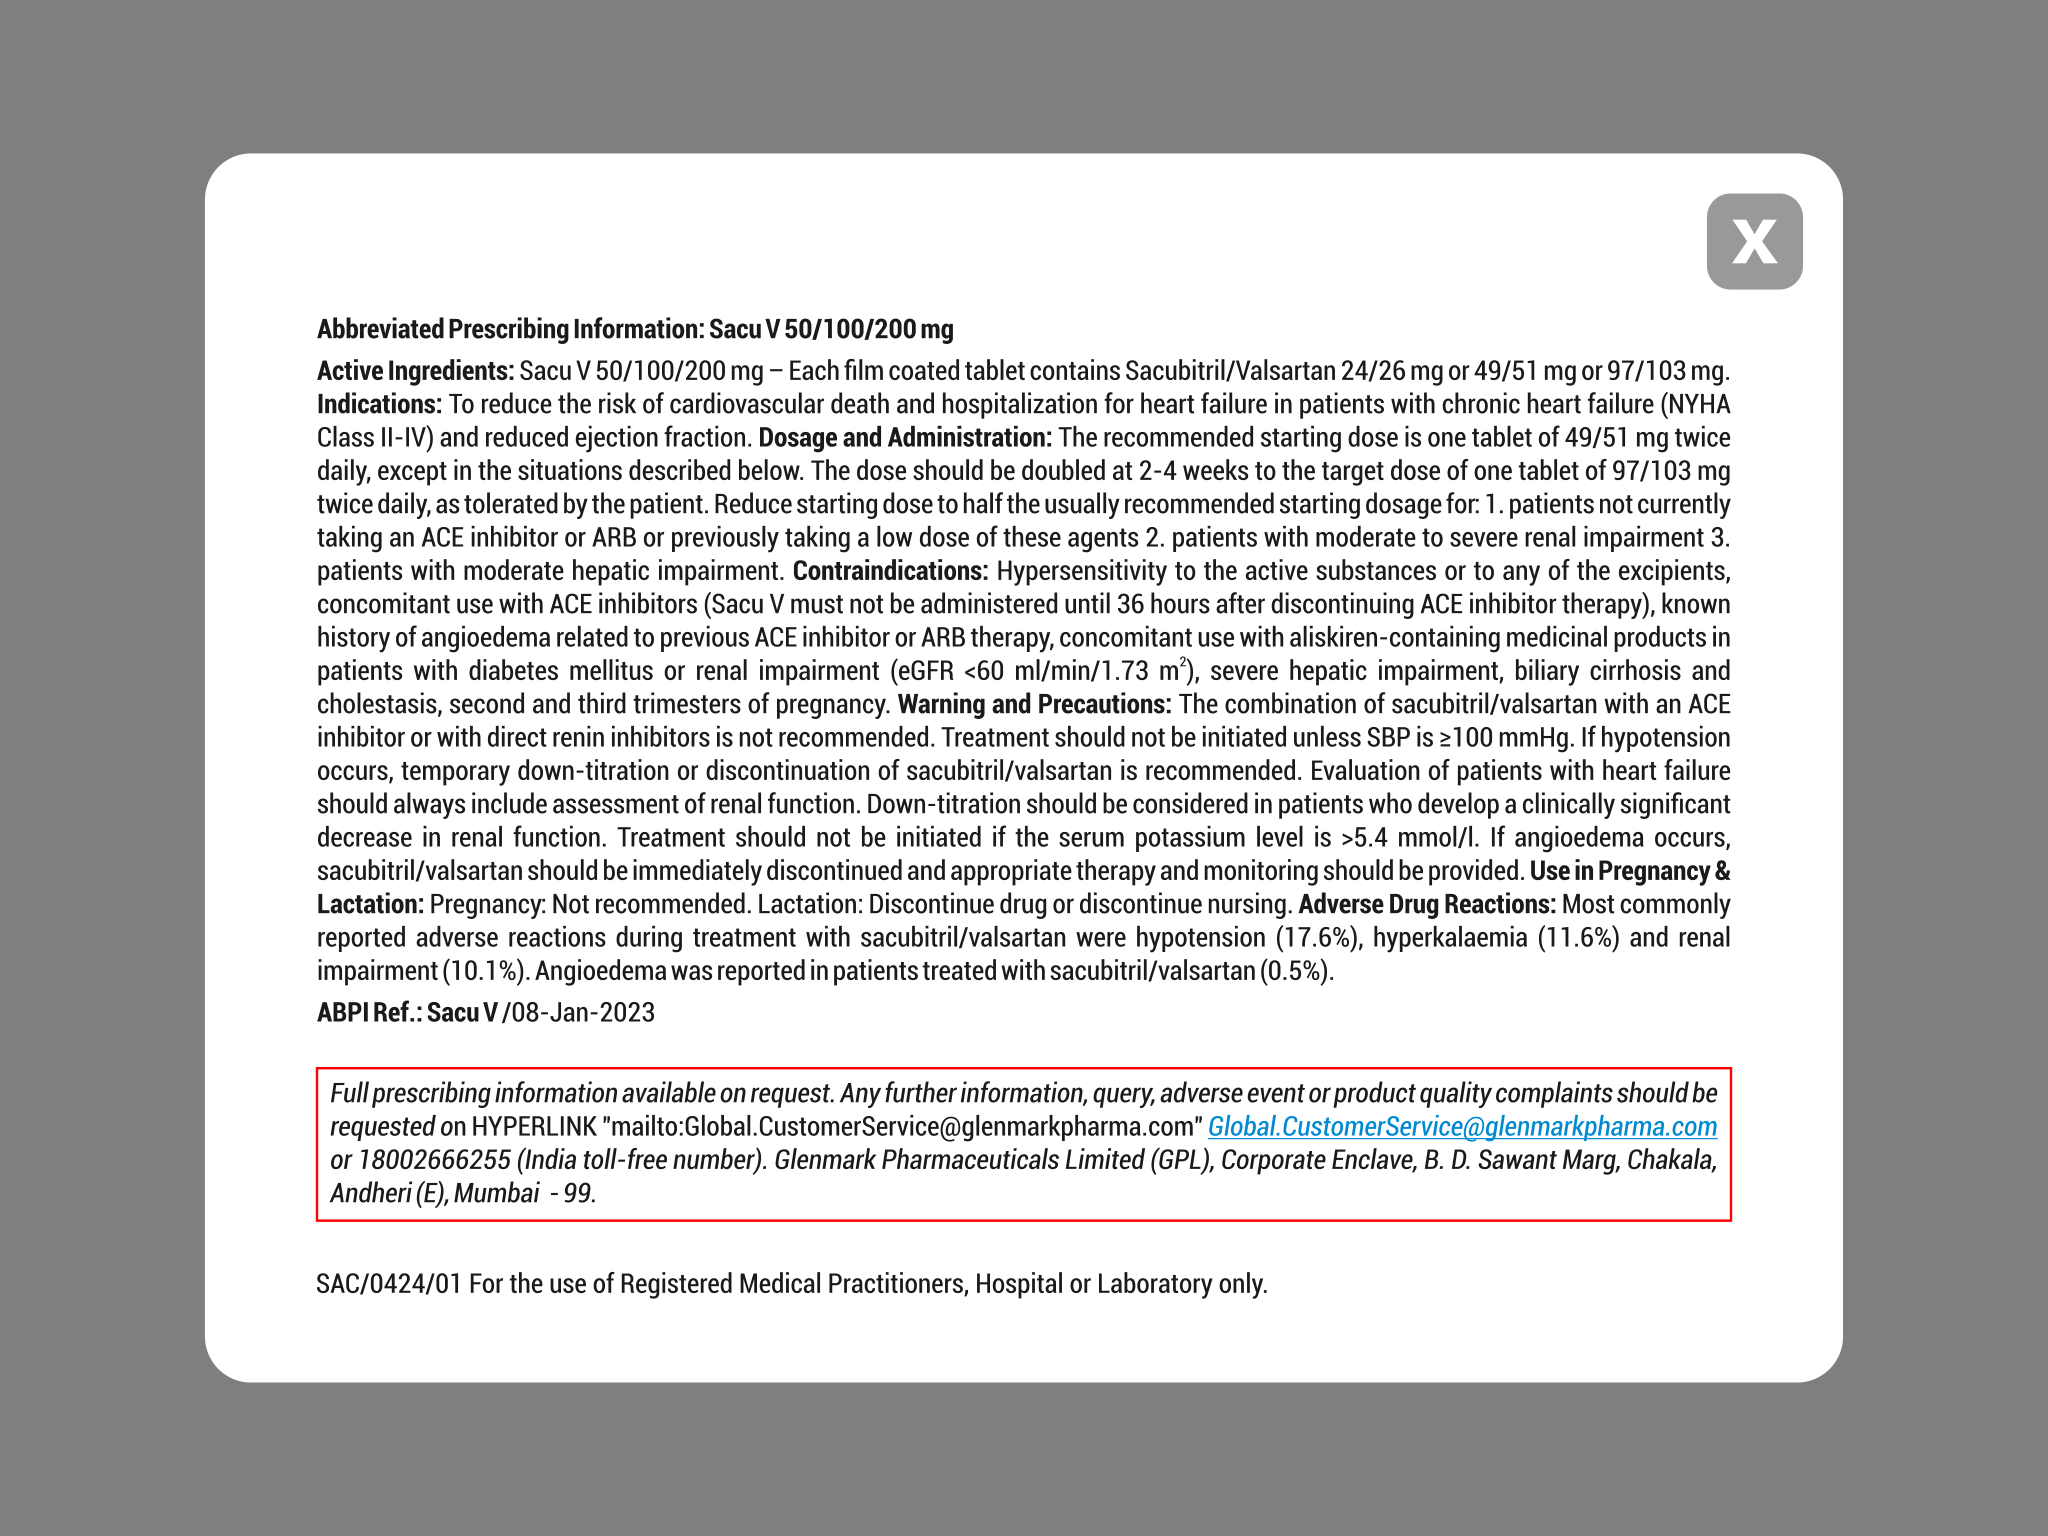 X
Abbreviated Prescribing Information: Sacu V 50/100/200 mg
Active Ingredients: Sacu V 50/100/200 mg – Each film coated tablet contains Sacubitril/Valsartan 24/26 mg or 49/51 mg or 97/103 mg.
Indications: To reduce the risk of cardiovascular death and hospitalization for heart failure in patients with chronic heart failure (NYHA
Class II-IV) and reduced ejection fraction. Dosage and Administration: The recommended starting dose is one tablet of 49/51 mg twice
daily, except in the situations described below. The dose should be doubled at 2-4 weeks to the target dose of one tablet of 97/103 mg
twice daily, as tolerated by the patient. Reduce starting dose to half the usually recommended starting dosage for: 1. patients not currently
taking an ACE inhibitor or ARB or previously taking a low dose of these agents 2. patients with moderate to severe renal impairment 3.
patients with moderate hepatic impairment. Contraindications: Hypersensitivity to the active substances or to any of the excipients,
concomitant use with ACE inhibitors (Sacu V must not be administered until 36 hours after discontinuing ACE inhibitor therapy), known
history of angioedema related to previous ACE inhibitor or ARB therapy, concomitant use with aliskiren-containing medicinal products in
patients with diabetes mellitus or renal impairment (eGFR <60 ml/min/1.73 m²), severe hepatic impairment, biliary cirrhosis and
cholestasis, second and third trimesters of pregnancy. Warning and Precautions: The combination of sacubitril/valsartan with an ACE
inhibitor or with direct renin inhibitors is not recommended. Treatment should not be initiated unless SBP is ≥100 mmHg. If hypotension
occurs, temporary down-titration or discontinuation of sacubitril/valsartan is recommended. Evaluation of patients with heart failure
should always include assessment of renal function. Down-titration should be considered in patients who develop a clinically significant
decrease in renal function. Treatment should not be initiated if the serum potassium level is >5.4 mmol/l. If angioedema occurs,
sacubitril/valsartan should be immediately discontinued and appropriate therapy and monitoring should be provided. Use in Pregnancy &
Lactation: Pregnancy: Not recommended. Lactation: Discontinue drug or discontinue nursing. Adverse Drug Reactions: Most commonly
reported adverse reactions during treatment with sacubitril/valsartan were hypotension (17.6%), hyperkalaemia (11.6%) and renal
impairment (10.1%). Angioedema was reported in patients treated with sacubitril/valsartan (0.5%).
ABPI Ref.: Sacu V /08-Jan-2023
Full prescribing information available on request. Any further information, query, adverse event or product quality complaints should be
requested on HYPERLINK "mailto:Global.CustomerService@glenmarkpharma.com" Global.CustomerService@glenmarkpharma.com
or 18002666255 (India toll-free number). Glenmark Pharmaceuticals Limited (GPL), Corporate Enclave, B. D. Sawant Marg, Chakala,
Andheri (E), Mumbai - 99.
SAC/0424/01 For the use of Registered Medical Practitioners, Hospital or Laboratory only.